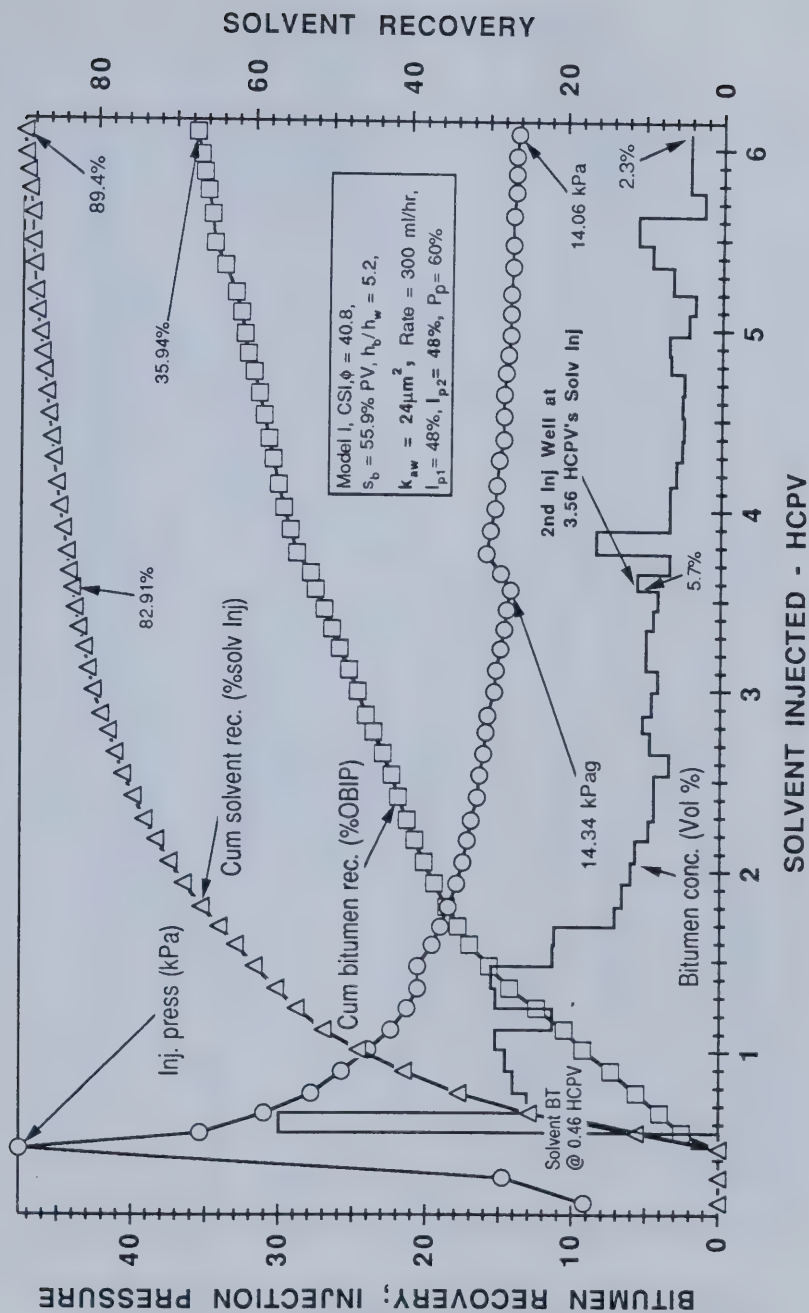 SOLVENT RECOVERY
80
60
40
20
0
89.4%
35.94%
14.06 kPa
2.3%
Model I, CSI, ϕ = 40.8,
s_b = 55.9% PV, h_b/h_w = 5.2,
k_aw = 24μm², Rate = 300 ml/hr,
I_p1 = 48%, I_p2 = 48%, P_p = 60%
2nd Inj Well at
3.56 HCPV's Solv Inj
82.91%
5.7%
Cum solvent rec. (%solv Inj)
14.34 kPag
Cum bitumen rec. (%OBIP)
Inj. press (kPa)
Bitumen conc. (Vol %)
Solvent BT
@ 0.46 HCPV
40
30
20
10
0
BITUMEN RECOVERY; INJECTION PRESSURE
1
2
3
4
5
6
SOLVENT INJECTED - HCPV